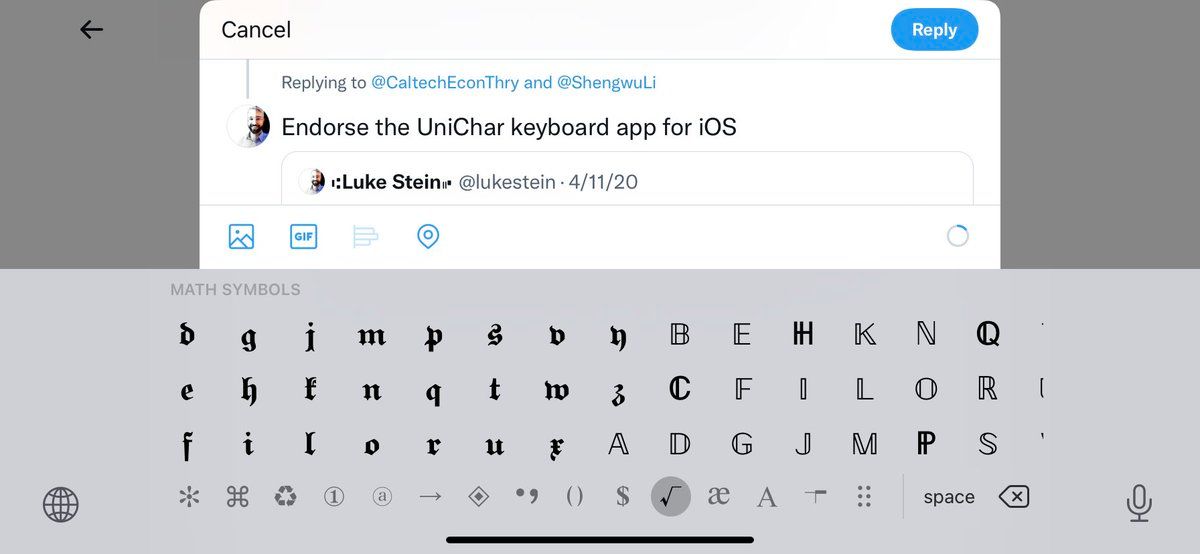 Cancel
Reply
Replying to @CaltechEconThry and @ShengwuLi
Endorse the UniChar keyboard app for iOS
⑆Luke Stein⑈ @lukestein · 4/11/20
GIF
MATH SYMBOLS
𝖉 𝖌 𝖏 𝖒 𝖕 𝖘 𝖛 𝖞 𝔹 𝔼 ℍ 𝕂 ℕ ℚ
𝖊 𝖍 𝖐 𝖓 𝖖 𝖙 𝖜 𝖟 ℂ 𝔽 𝕀 𝕃 𝕆 ℝ
𝖋 𝖎 𝖑 𝖔 𝖗 𝖚 𝖝 𝔸 𝔻 𝔾 𝕁 𝕄 ℙ 𝕊
✻ ⌘ ♻ ① ⓐ → ⟐ •, () $ √ æ A space